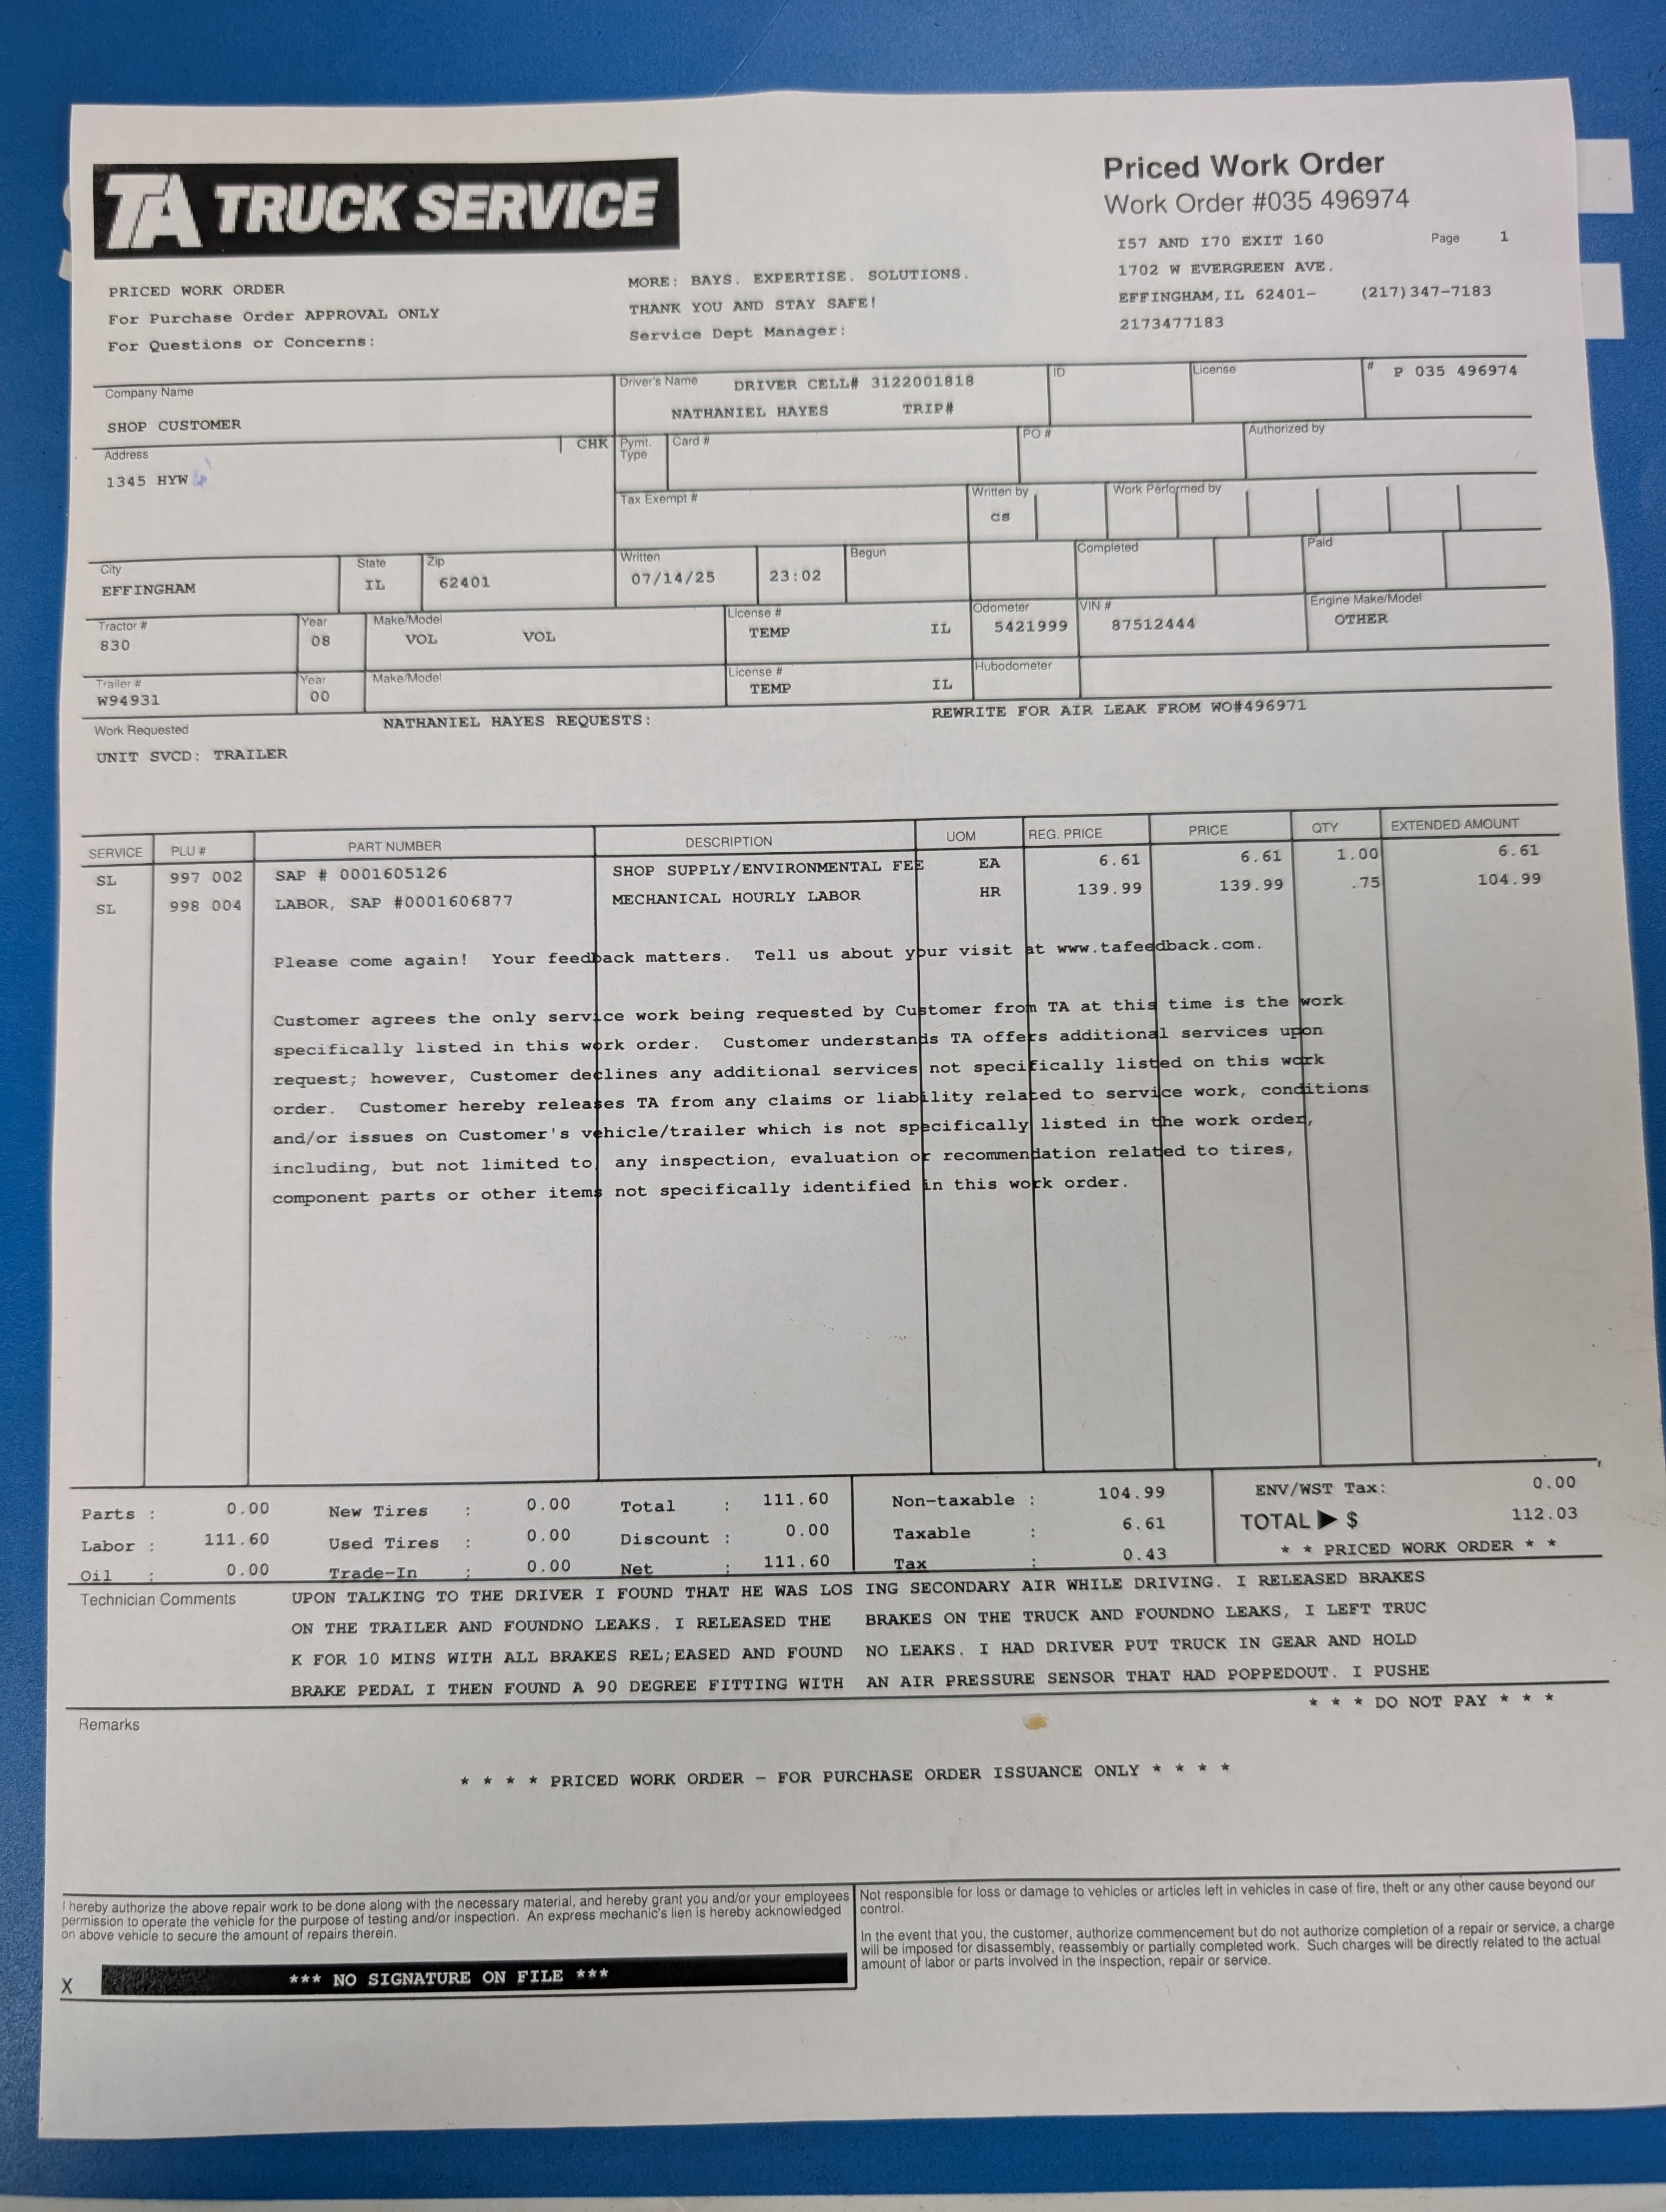 TA TRUCK SERVICE
Priced Work Order
Work Order #035 496974
I57 AND I70 EXIT 160 Page 1
1702 W EVERGREEN AVE.
EFFINGHAM, IL 62401- (217)347-7183
2173477183
PRICED WORK ORDER
For Purchase Order APPROVAL ONLY
For Questions or Concerns:
MORE: BAYS. EXPERTISE. SOLUTIONS.
THANK YOU AND STAY SAFE!
Service Dept Manager:
Company Name
SHOP CUSTOMER
Driver's Name DRIVER CELL# 3122001818
NATHANIEL HAYES TRIP#
ID
License
# P 035 496974
Address
1345 HYW
CHK
Pymt. Type
Card #
PO #
Authorized by
Tax Exempt #
Written by
cs
Work Performed by
City
EFFINGHAM
State
IL
Zip
62401
Written
07/14/25 23:02
Begun
Completed
Paid
Tractor #
830
Year
08
Make/Model
VOL VOL
License #
TEMP IL
Odometer
5421999
VIN #
87512444
Engine Make/Model
OTHER
Trailer #
W94931
Year
00
Make/Model
License #
TEMP IL
Hubodometer
Work Requested NATHANIEL HAYES REQUESTS: REWRITE FOR AIR LEAK FROM WO#496971
UNIT SVCD: TRAILER
SERVICE PLU # PART NUMBER DESCRIPTION UOM REG. PRICE PRICE QTY EXTENDED AMOUNT
SL 997 002 SAP # 0001605126 SHOP SUPPLY/ENVIRONMENTAL FEE EA 6.61 6.61 1.00 6.61
SL 998 004 LABOR, SAP #0001606877 MECHANICAL HOURLY LABOR HR 139.99 139.99 .75 104.99
Please come again! Your feedback matters. Tell us about your visit at www.tafeedback.com.
Customer agrees the only service work being requested by Customer from TA at this time is the work
specifically listed in this work order. Customer understands TA offers additional services upon
request; however, Customer declines any additional services not specifically listed on this work
order. Customer hereby releases TA from any claims or liability related to service work, conditions
and/or issues on Customer's vehicle/trailer which is not specifically listed in the work order,
including, but not limited to, any inspection, evaluation or recommendation related to tires,
component parts or other items not specifically identified in this work order.
Parts : 0.00 New Tires : 0.00 Total : 111.60 Non-taxable : 104.99 ENV/WST Tax: 0.00
Labor : 111.60 Used Tires : 0.00 Discount : 0.00 Taxable : 6.61 TOTAL ▶ $ 112.03
Oil : 0.00 Trade-In : 0.00 Net : 111.60 Tax : 0.43 * * PRICED WORK ORDER * *
Technician Comments UPON TALKING TO THE DRIVER I FOUND THAT HE WAS LOS ING SECONDARY AIR WHILE DRIVING. I RELEASED BRAKES
ON THE TRAILER AND FOUNDNO LEAKS. I RELEASED THE BRAKES ON THE TRUCK AND FOUNDNO LEAKS, I LEFT TRUC
K FOR 10 MINS WITH ALL BRAKES REL;EASED AND FOUND NO LEAKS. I HAD DRIVER PUT TRUCK IN GEAR AND HOLD
BRAKE PEDAL I THEN FOUND A 90 DEGREE FITTING WITH AN AIR PRESSURE SENSOR THAT HAD POPPEDOUT. I PUSHE
* * * DO NOT PAY * * *
Remarks
* * * * PRICED WORK ORDER - FOR PURCHASE ORDER ISSUANCE ONLY * * * *
I hereby authorize the above repair work to be done along with the necessary material, and hereby grant you and/or your employees
permission to operate the vehicle for the purpose of testing and/or inspection. An express mechanic's lien is hereby acknowledged
on above vehicle to secure the amount of repairs therein.
X *** NO SIGNATURE ON FILE ***
Not responsible for loss or damage to vehicles or articles left in vehicles in case of fire, theft or any other cause beyond our
control.
In the event that you, the customer, authorize commencement but do not authorize completion of a repair or service, a charge
will be imposed for disassembly, reassembly or partially completed work. Such charges will be directly related to the actual
amount of labor or parts involved in the inspection, repair or service.